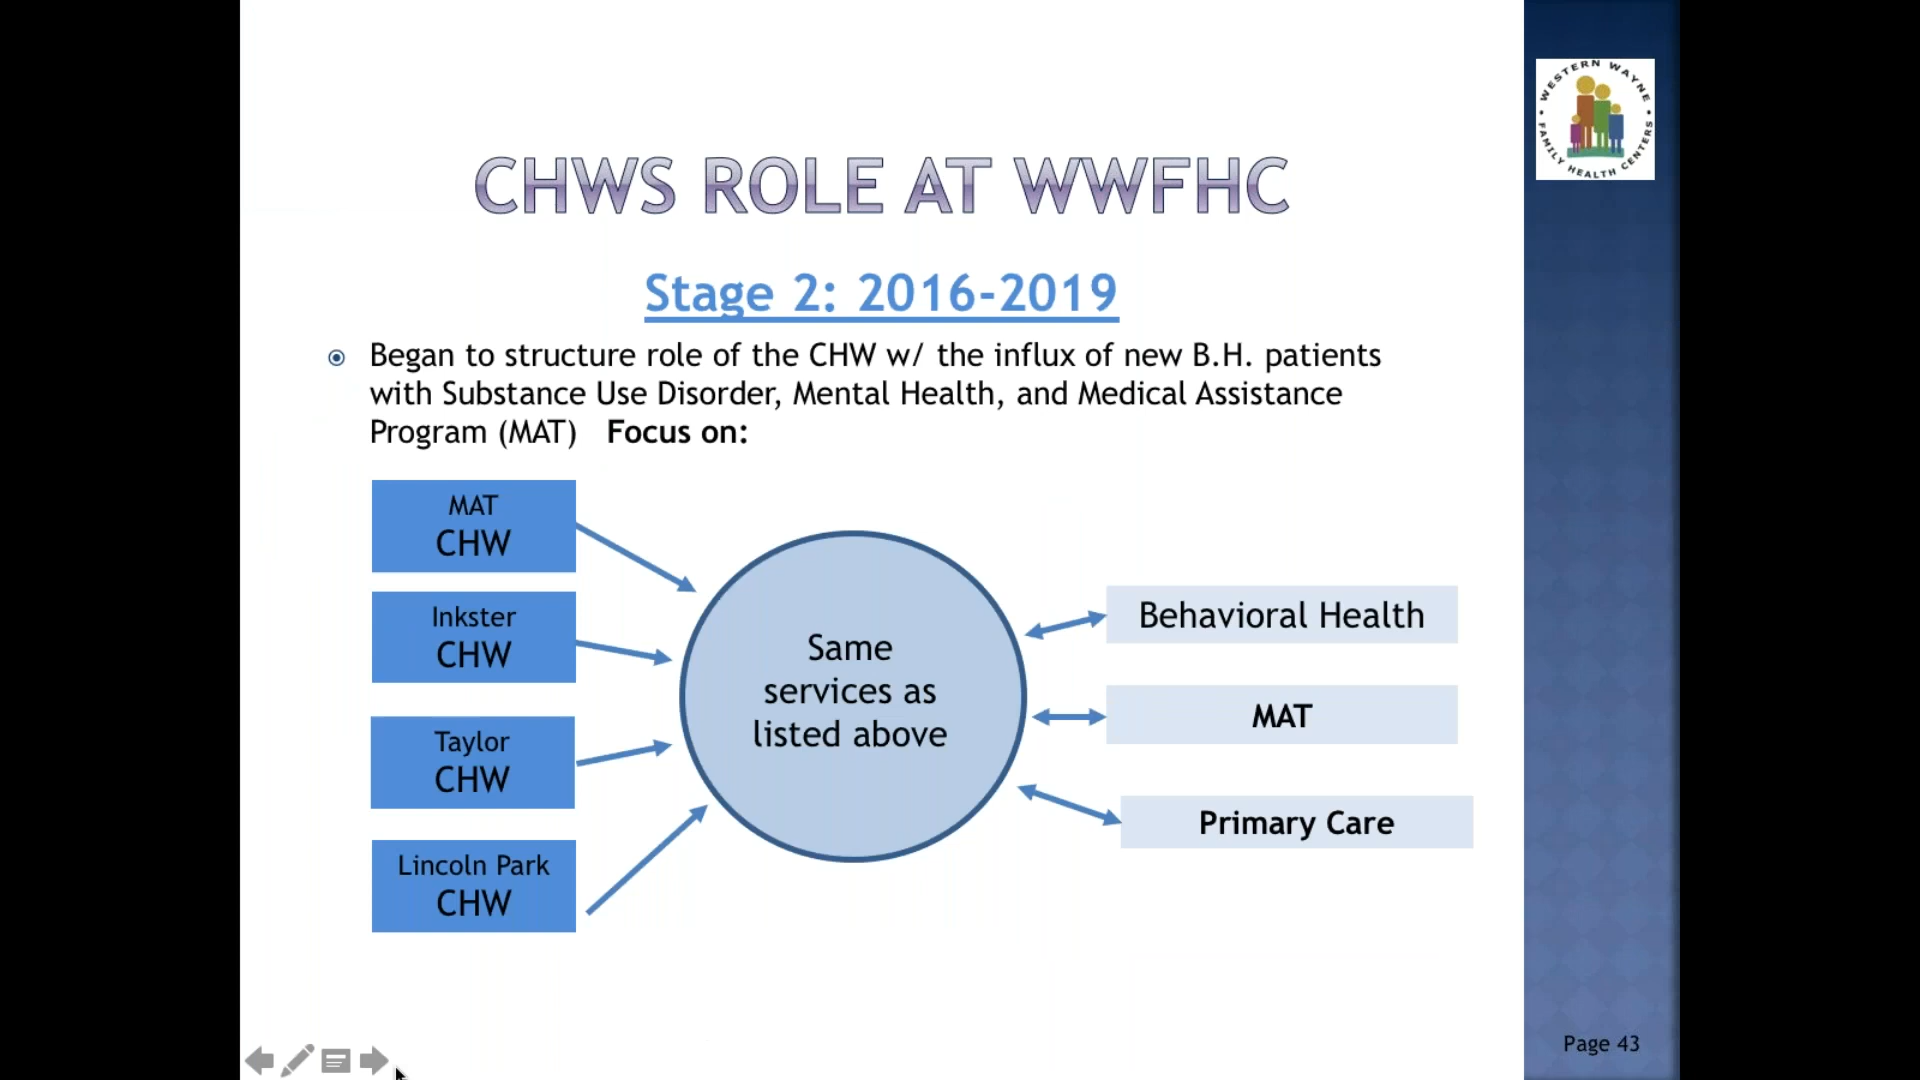 WESTERN WAYNE
FAMILY HEALTH CENTERS
CHWS ROLE AT WWFHC
Stage 2: 2016-2019
Began to structure role of the CHW w/ the influx of new B.H. patients
with Substance Use Disorder, Mental Health, and Medical Assistance
Program (MAT) Focus on:
MAT
CHW
Inkster
CHW
Taylor
CHW
Lincoln Park
CHW
Same
services as
listed above
Behavioral Health
MAT
Primary Care
Page 43